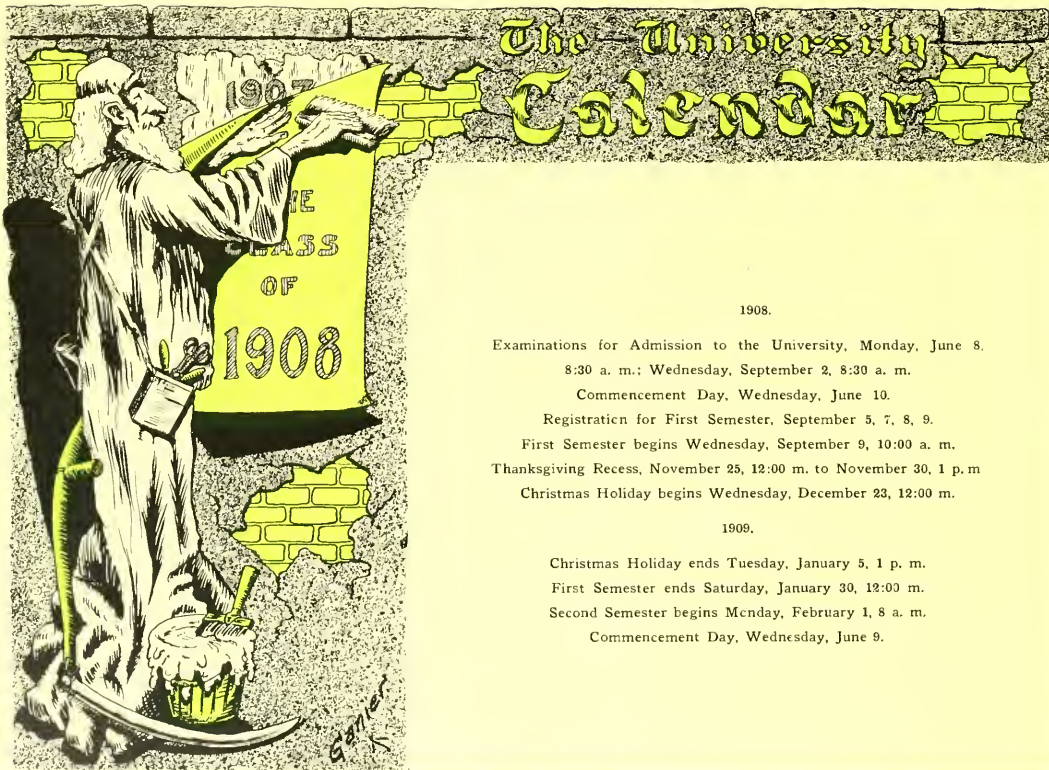 The University
Calendar
1907
CLASS
OF
1908
1908.
Examinations for Admission to the University, Monday, June 8.
8:30 a. m.; Wednesday, September 2, 8:30 a. m.
Commencement Day, Wednesday, June 10.
Registration for First Semester, September 5, 7, 8, 9.
First Semester begins Wednesday, September 9, 10:00 a. m.
Thanksgiving Recess, November 25, 12:00 m. to November 30, 1 p. m
Christmas Holiday begins Wednesday, December 23, 12:00 m.
1909.
Christmas Holiday ends Tuesday, January 5, 1 p. m.
First Semester ends Saturday, January 30, 12:00 m.
Second Semester begins Monday, February 1, 8 a. m.
Commencement Day, Wednesday, June 9.